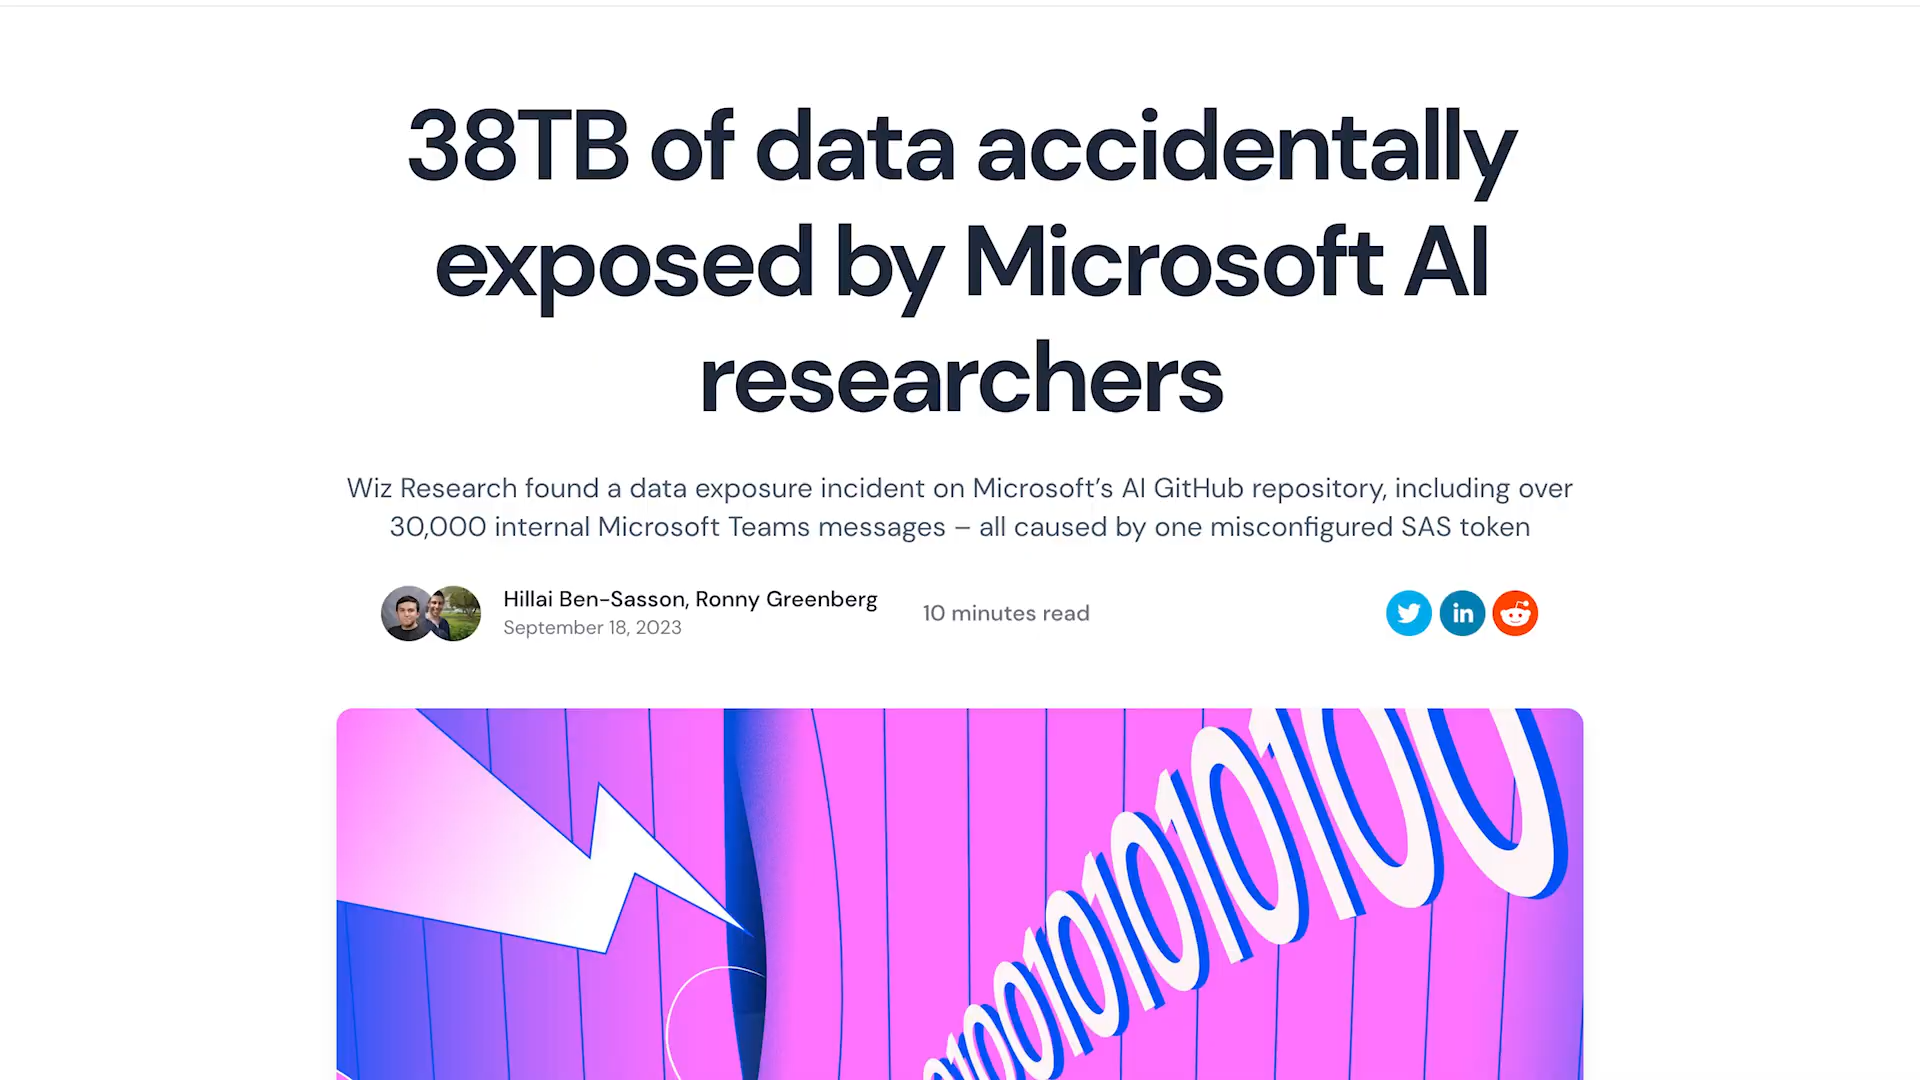 38TB of data accidentally
exposed by Microsoft AI
researchers
Wiz Research found a data exposure incident on Microsoft’s AI GitHub repository, including over
30,000 internal Microsoft Teams messages – all caused by one misconfigured SAS token
Hillai Ben-Sasson, Ronny Greenberg
September 18, 2023
10 minutes read
in